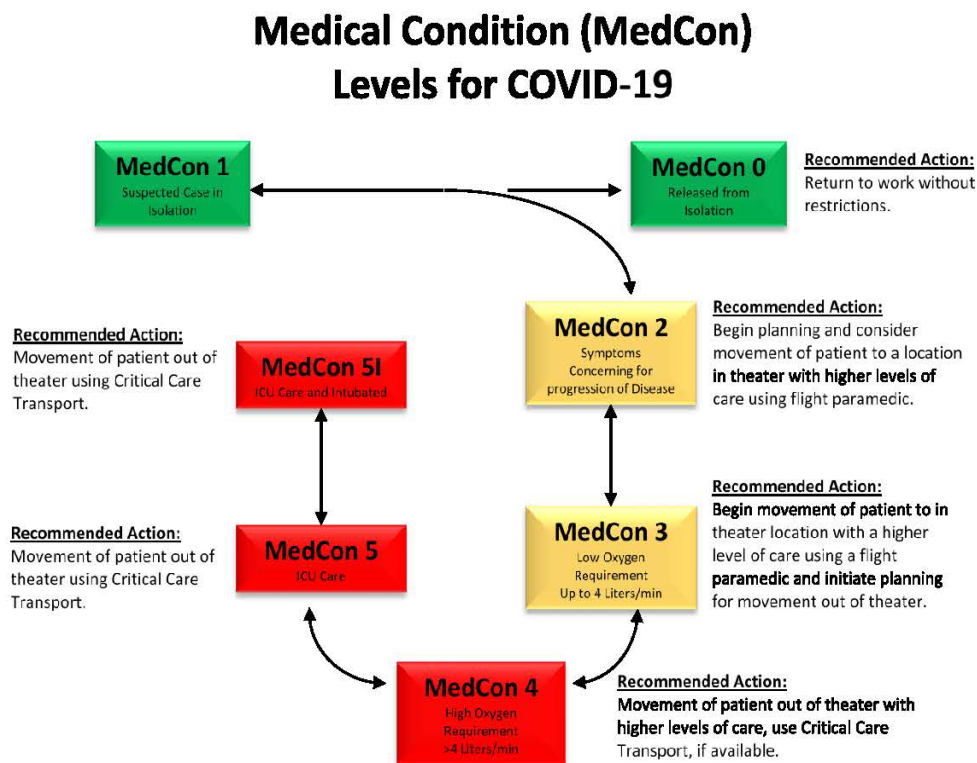 Medical Condition (MedCon)
Levels for COVID-19
MedCon 1
Suspected Case in
Isolation
MedCon 0
Released from
Isolation
Recommended Action:
Return to work without
restrictions.
MedCon 2
Symptoms
Concerning for
progression of Disease
Recommended Action:
Begin planning and consider
movement of patient to a location
in theater with higher levels of
care using flight paramedic.
Recommended Action:
Movement of patient out of
theater using Critical Care
Transport.
MedCon 5I
ICU Care and Intubated
MedCon 3
Low Oxygen
Requirement
Up to 4 Liters/min
Recommended Action:
Begin movement of patient to in
theater location with a higher
level of care using a flight
paramedic and initiate planning
for movement out of theater.
Recommended Action:
Movement of patient out of
theater using Critical Care
Transport.
MedCon 5
ICU Care
MedCon 4
High Oxygen
Requirement
>4 Liters/min
Recommended Action:
Movement of patient out of theater with
higher levels of care, use Critical Care
Transport, if available.